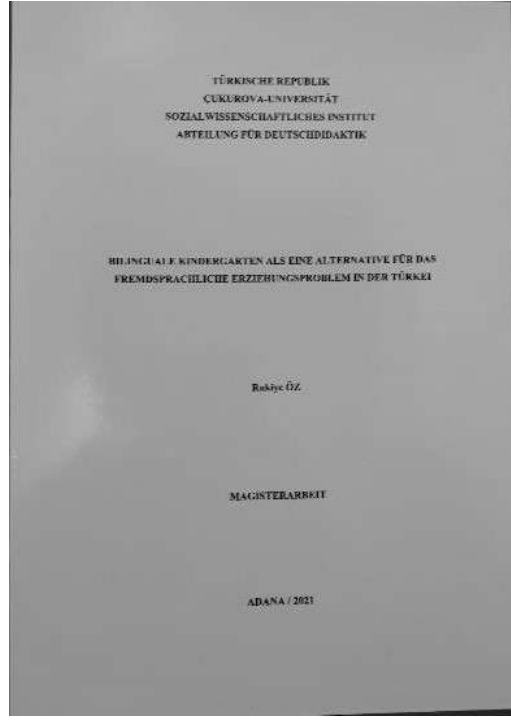 TÜRKISCHE REPUBLIK
ÇUKUROVA-UNIVERSITÄT
SOZIALWISSENSCHAFTLICHES INSTITUT
ABTEILUNG FÜR DEUTSCHDIDAKTIK
BILINGUALE KINDERGARTEN ALS EINE ALTERNATIVE FÜR DAS
FREMDSPRACHLICHE ERZIEHUNGSPROBLEM IN DER TÜRKEI
Rukiye ÖZ
MAGISTERARBEIT
ADANA / 2021